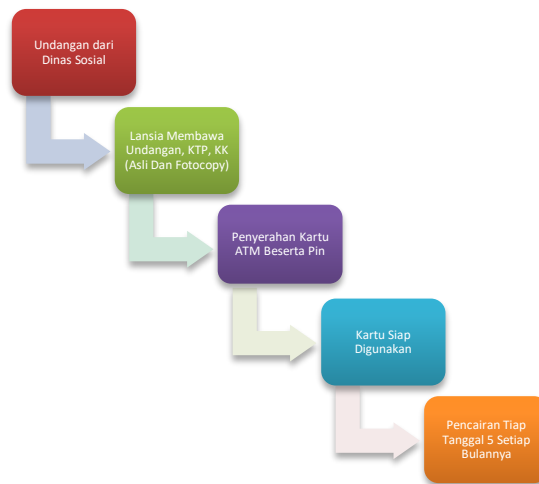 Undangan dari
Dinas Sosial
Lansia Membawa
Undangan, KTP, KK
(Asli Dan Fotocopy)
Penyerahan Kartu
ATM Beserta Pin
Kartu Siap
Digunakan
Pencairan Tiap
Tanggal 5 Setiap
Bulannya